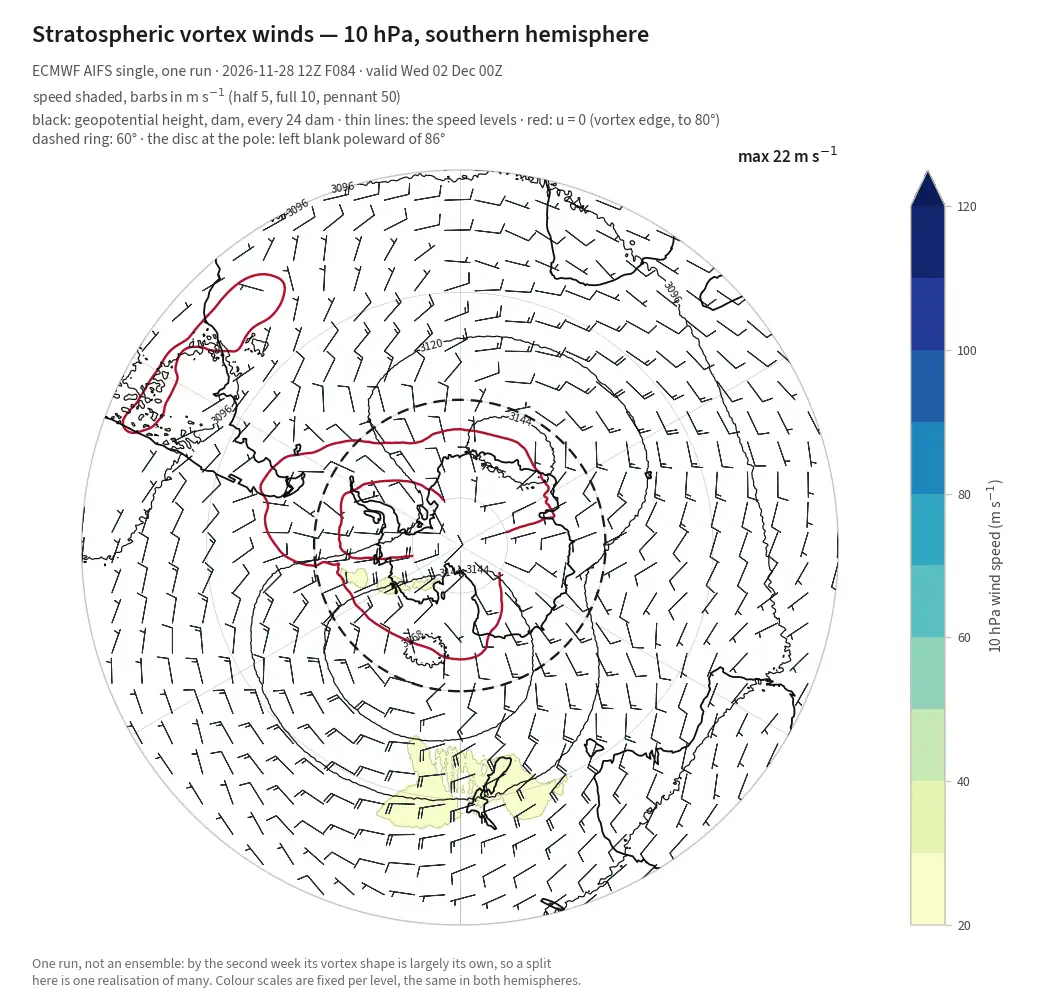 Stratospheric vortex winds — 10 hPa, southern hemisphere
ECMWF AIFS single, one run · 2026-11-28 12Z F084 · valid Wed 02 Dec 00Z
speed shaded, barbs in m s⁻¹ (half 5, full 10, pennant 50)
black: geopotential height, dam, every 24 dam · thin lines: the speed levels · red: u = 0 (vortex edge, to 80°)
dashed ring: 60° · the disc at the pole: left blank poleward of 86°
max 22 m s⁻¹
3096
3096
3096
3120
3096
3144
3144
120
100
80
60
40
20
10 hPa wind speed (m s⁻¹)
One run, not an ensemble: by the second week its vortex shape is largely its own, so a split
here is one realisation of many. Colour scales are fixed per level, the same in both hemispheres.